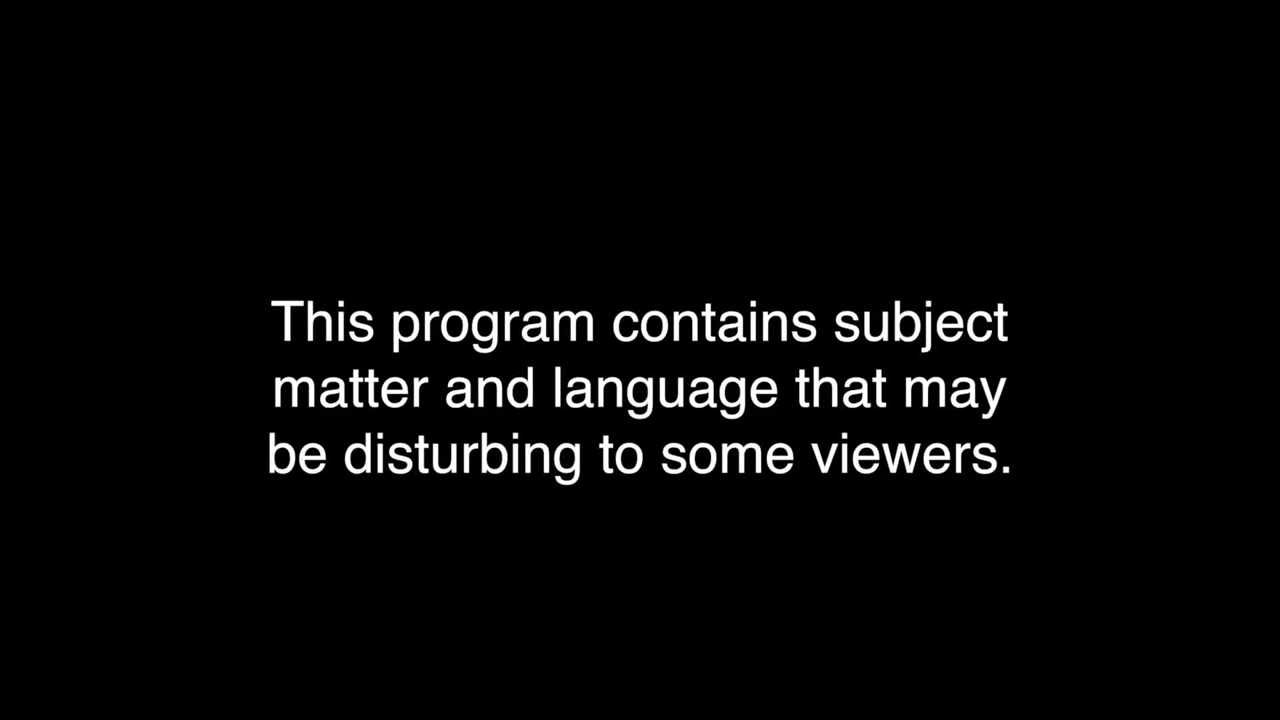 This program contains subject
matter and language that may
be disturbing to some viewers.